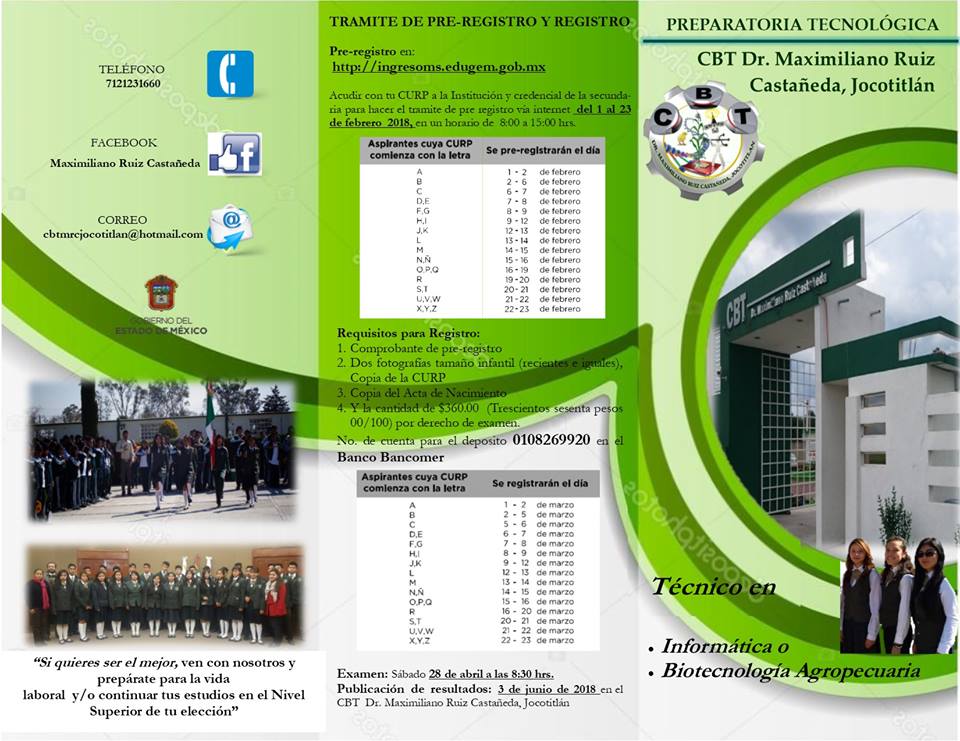 TELÉFONO
7121231660
FACEBOOK
Maximiliano Ruiz Castañeda
CORREO
cbtmrcjocotitlan@hotmail.com
GOBIERNO DEL
ESTADO DE MÉXICO
“Si quieres ser el mejor, ven con nosotros y
prepárate para la vida
laboral y/o continuar tus estudios en el Nivel
Superior de tu elección”
TRAMITE DE PRE-REGISTRO Y REGISTRO
Pre-registro en:
http://ingresoms.edugem.gob.mx
Acudir con tu CURP a la Institución y credencial de la secunda-
ria para hacer el tramite de pre registro vía internet del 1 al 23
de febrero 2018, en un horario de 8:00 a 15:00 hrs.
Aspirantes cuya CURP comienza con la letra Se pre-registrarán el día
A 1 - 2 de febrero
B 2 - 6 de febrero
C 6 - 7 de febrero
D,E 7 - 8 de febrero
F,G 8 - 9 de febrero
H,I 9 - 12 de febrero
J,K 12 - 13 de febrero
L 13 - 14 de febrero
M 14 - 15 de febrero
N,Ñ 15 - 16 de febrero
O,P,Q 16 - 19 de febrero
R 19 - 20 de febrero
S,T 20 - 21 de febrero
U,V,W 21 - 22 de febrero
X,Y,Z 22 - 23 de febrero
Requisitos para Registro:
1. Comprobante de pre-registro
2. Dos fotografías tamaño infantil (recientes e iguales),
Copia de la CURP
3. Copia del Acta de Nacimiento
4. Y la cantidad de $360.00 (Trescientos sesenta pesos
00/100) por derecho de examen.
No. de cuenta para el deposito 0108269920 en el
Banco Bancomer
Aspirantes cuya CURP comienza con la letra Se registrarán el día
A 1 - 2 de marzo
B 2 - 5 de marzo
C 5 - 6 de marzo
D,E 6 - 7 de marzo
F,G 7 - 8 de marzo
H,I 8 - 9 de marzo
J,K 9 - 12 de marzo
L 12 - 13 de marzo
M 13 - 14 de marzo
N,Ñ 14 - 15 de marzo
O,P,Q 15 - 16 de marzo
R 16 - 20 de marzo
S,T 20 - 21 de marzo
U,V,W 21 - 22 de marzo
X,Y,Z 22 - 23 de marzo
Examen: Sábado 28 de abril a las 8:30 hrs.
Publicación de resultados: 3 de junio de 2018 en el
CBT Dr. Maximiliano Ruiz Castañeda, Jocotitlán
PREPARATORIA TECNOLÓGICA
CBT Dr. Maximiliano Ruiz
Castañeda, Jocotitlán
CBT
DR. MAXIMILIANO RUIZ CASTAÑEDA, JOCOTITLAN
CBT Dr. Maximiliano Ruiz Castañeda
Técnico en
• Informática o
• Biotecnología Agropecuaria